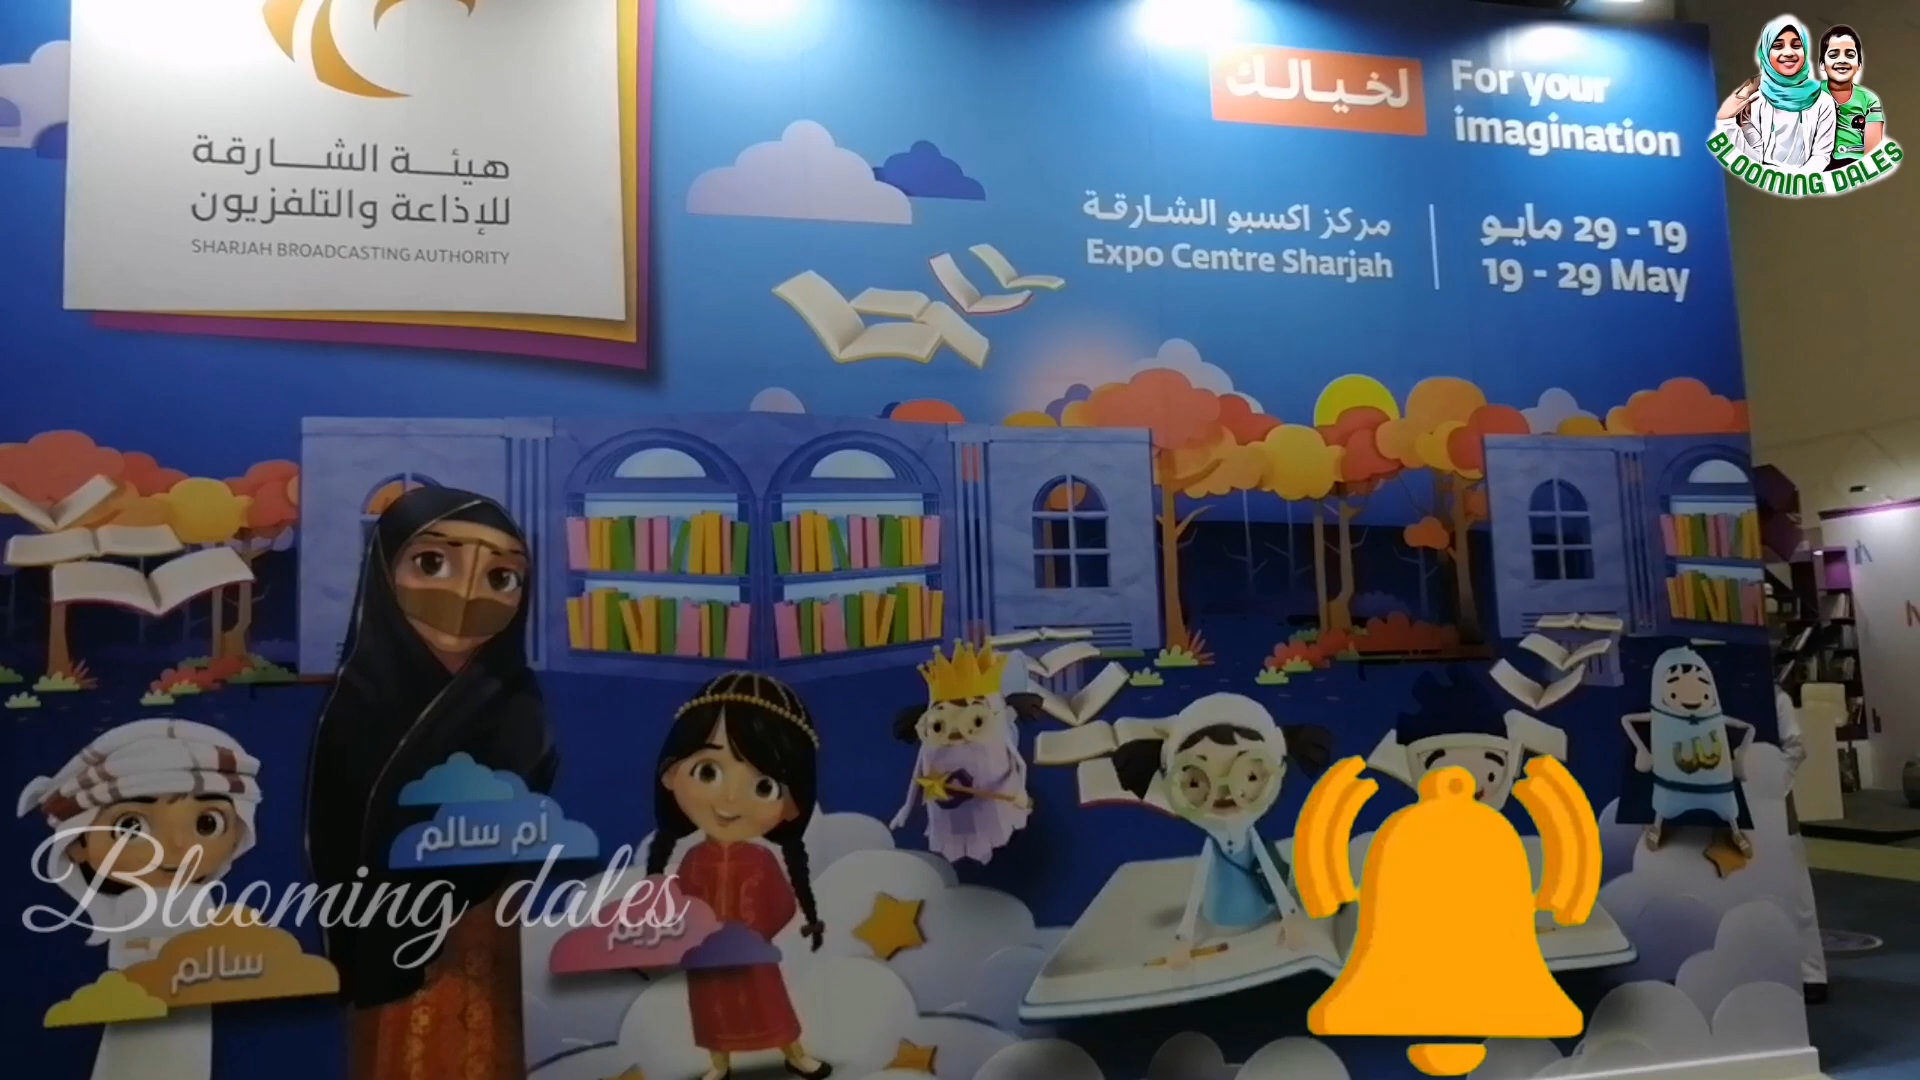 هيئة الشارقة
للإذاعة والتلفزيون
SHARJAH BROADCASTING AUTHORITY
لخيالك
For your
imagination
مركز اكسبو الشارقة
Expo Centre Sharjah
19 - 29 مايو
19 - 29 May
BLOOMING DALES
أم سالم
مريم
سالم
Blooming dales